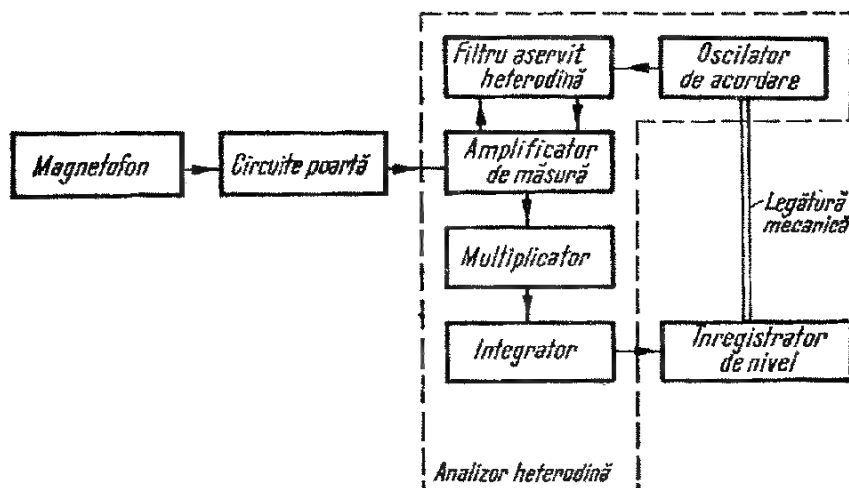 Filtru aservit
heterodină
Oscilator
de acordare
Magnetofon
Circuite poartă
Amplificator
de măsură
Legătură
mecanică
Multiplicator
Integrator
Înregistrator
de nivel
Analizor heterodină